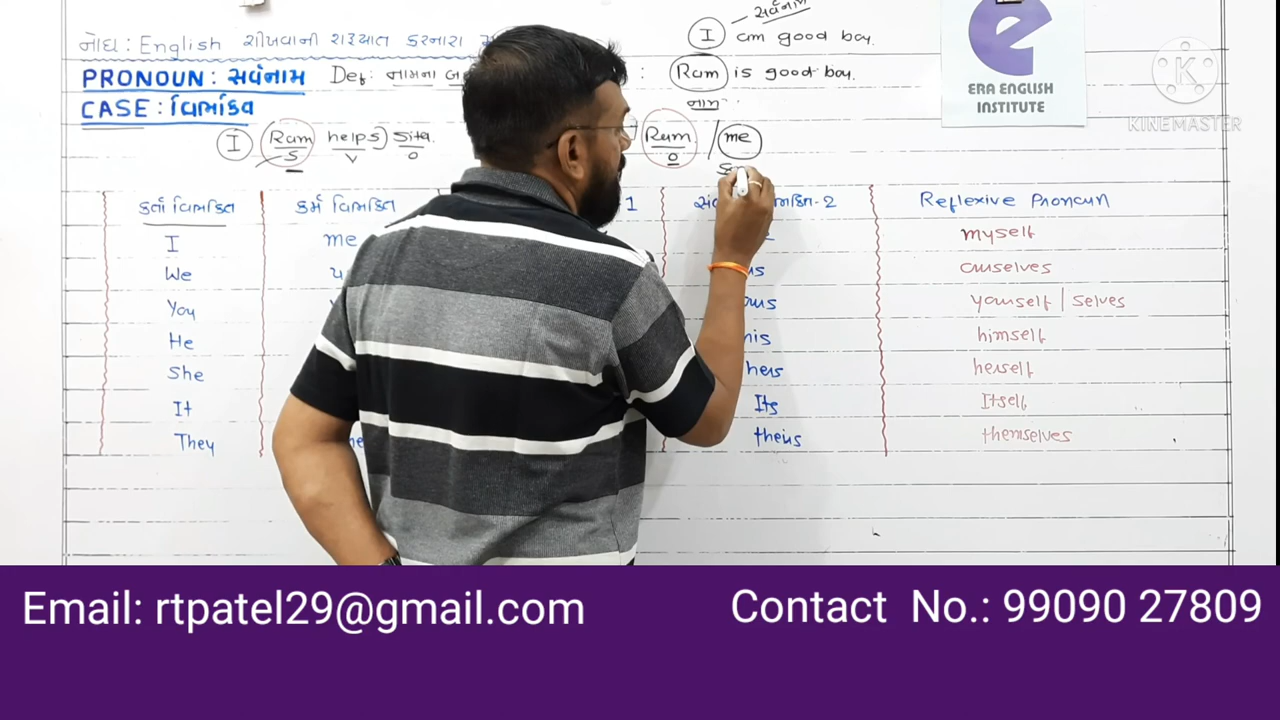 સર્વનામ
નોંધ : English શીખવાની શરૂઆત કરનારા
I am good boy.
PRONOUN : સર્વનામ Def: નામના બ
: Ram is good boy.
નામ
CASE : વિભક્તિ
I Ram helps Sita. Ram / me
S V O O
કર્તા વિભક્તિ કર્મ વિભક્તિ 1 - 2 Reflexive Pronoun
I me myself
We us ourselves
You yourself | selves
He his himself
She hers herself
It Its Itself
They theirs themselves
e
ERA ENGLISH
INSTITUTE
K
KINEMASTER
Email: rtpatel29@gmail.com Contact No.: 99090 27809